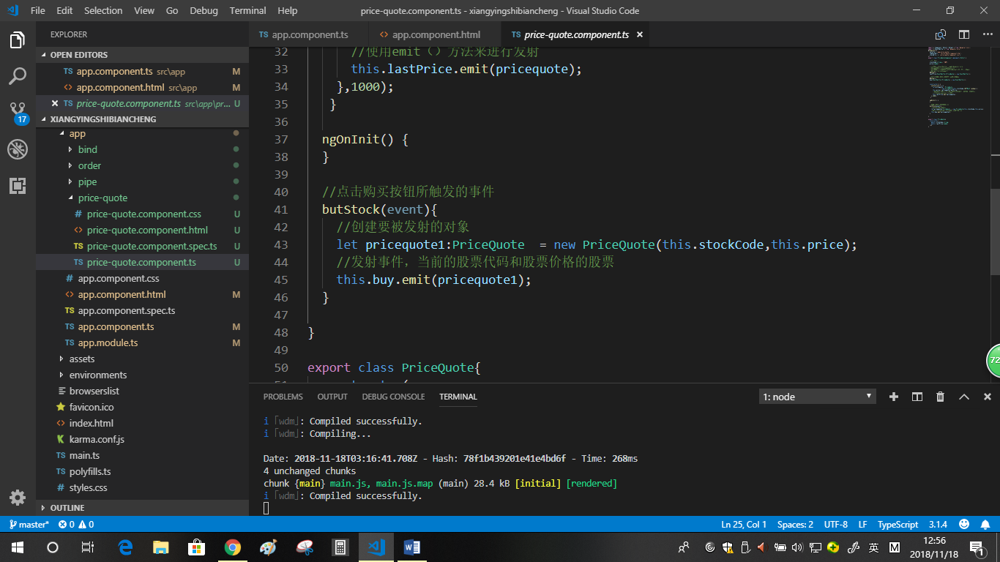 File Edit Selection View Go Debug Terminal Help price-quote.component.ts - xiangyingshibiancheng - Visual Studio Code
EXPLORER
TS app.component.ts <> app.component.html TS price-quote.component.ts ×
OPEN EDITORS
TS app.component.ts src\app M
<> app.component.html src\app M
× TS price-quote.component.ts src\app\pr... U
17
XIANGYINGSHIBIANCHENG
app
bind
order
pipe
price-quote
# price-quote.component.css U
<> price-quote.component.html U
TS price-quote.component.spec.ts U
TS price-quote.component.ts U
# app.component.css
<> app.component.html M
TS app.component.spec.ts
TS app.component.ts M
TS app.module.ts M
assets
environments
browserslist
favicon.ico
<> index.html
K karma.conf.js
TS main.ts
TS polyfills.ts
# styles.css
OUTLINE
32 //使用emit（）方法来进行发射
33 this.lastPrice.emit(pricequote);
34 },1000);
35 }
36
37 ngOnInit() {
38 }
39
40 //点击购买按钮所触发的事件
41 butStock(event){
42 //创建要被发射的对象
43 let pricequote1:PriceQuote = new PriceQuote(this.stockCode,this.price);
44 //发射事件，当前的股票代码和股票价格的股票
45 this.buy.emit(pricequote1);
46 }
47
48 }
49
50 export class PriceQuote{
72
PROBLEMS OUTPUT DEBUG CONSOLE TERMINAL 1: node
i ｢wdm｣: Compiled successfully.
i ｢wdm｣: Compiling...
Date: 2018-11-18T03:16:41.708Z - Hash: 78f1b439201e41e4bd6f - Time: 268ms
4 unchanged chunks
chunk {main} main.js, main.js.map (main) 28.4 kB [initial] [rendered]
i ｢wdm｣: Compiled successfully.
master* 0 0 Ln 25, Col 1 Spaces: 2 UTF-8 LF TypeScript 3.1.4
英 M 12:56
2018/11/18
1